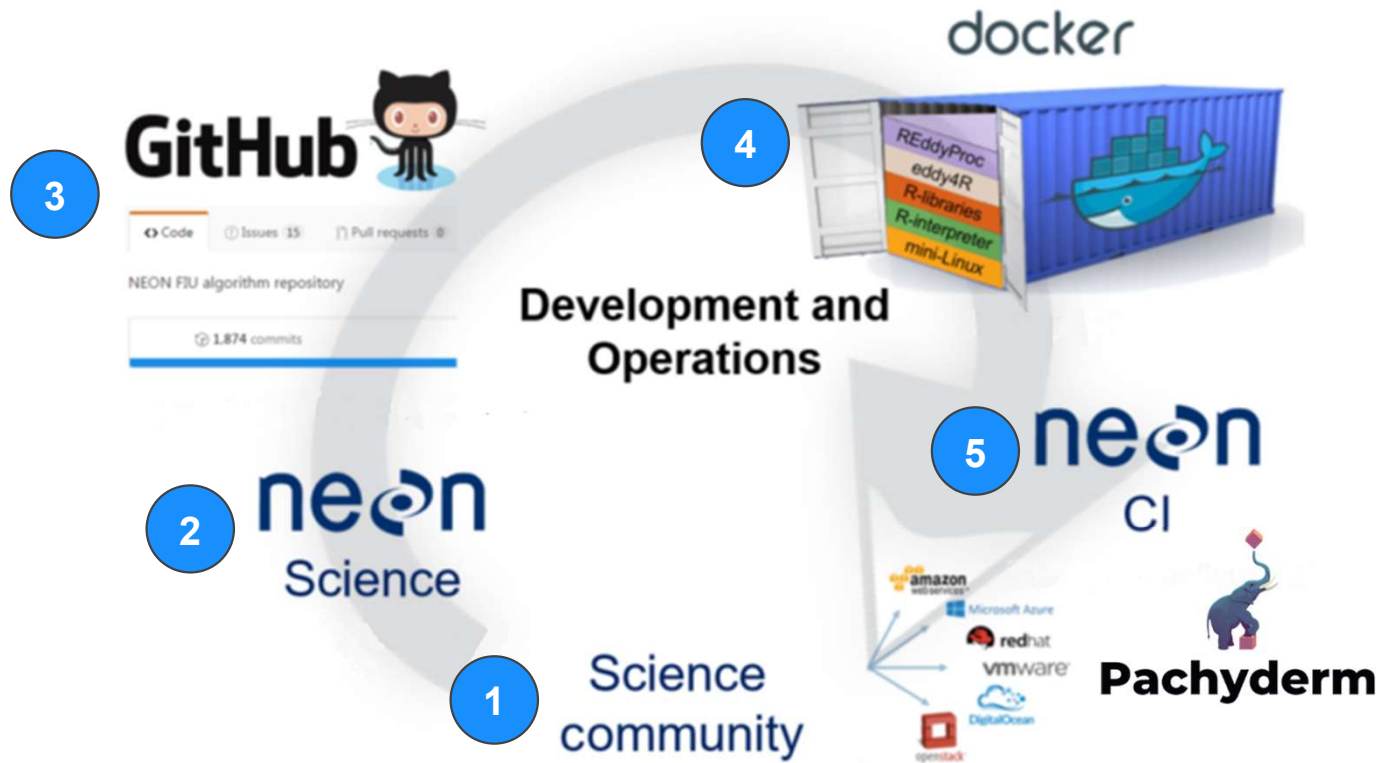 docker
4
REddyProc
eddy4R
R-libraries
R-interpreter
mini-Linux
GitHub
3
Code
Issues 15
Pull requests 0
NEON FIU algorithm repository
1,874 commits
Development and
Operations
5
neon
CI
2
neon
Science
1
Science
community
amazon
webservices™
Microsoft Azure
redhat
vmware
DigitalOcean
openstack
Pachyderm